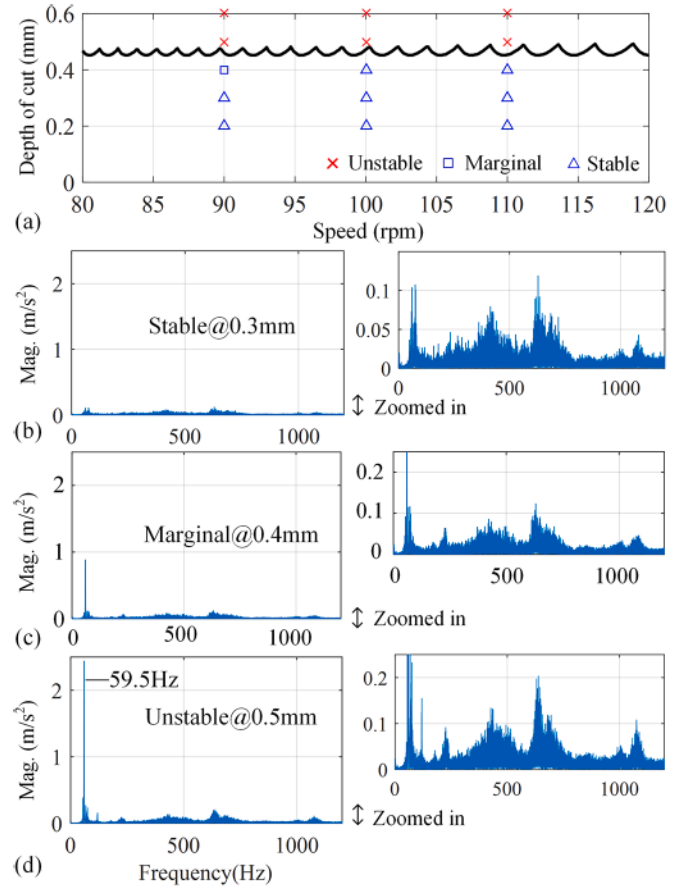 0.6
0.4
0.2
0
Depth of cut (mm)
Unstable Marginal Stable
80 85 90 95 100 105 110 115 120
(a)
Speed (rpm)
2
1
0
Mag. (m/s²)
Stable@0.3mm
0 500 1000
(b)
0.1
0.05
0
0 500 1000
↕ Zoomed in
2
1
0
Mag. (m/s²)
Marginal@0.4mm
0 500 1000
(c)
0.2
0.1
0
0 500 1000
↕ Zoomed in
2
1
0
Mag. (m/s²)
59.5Hz
Unstable@0.5mm
0 500 1000
(d)
Frequency(Hz)
0.2
0.1
0
0 500 1000
↕ Zoomed in